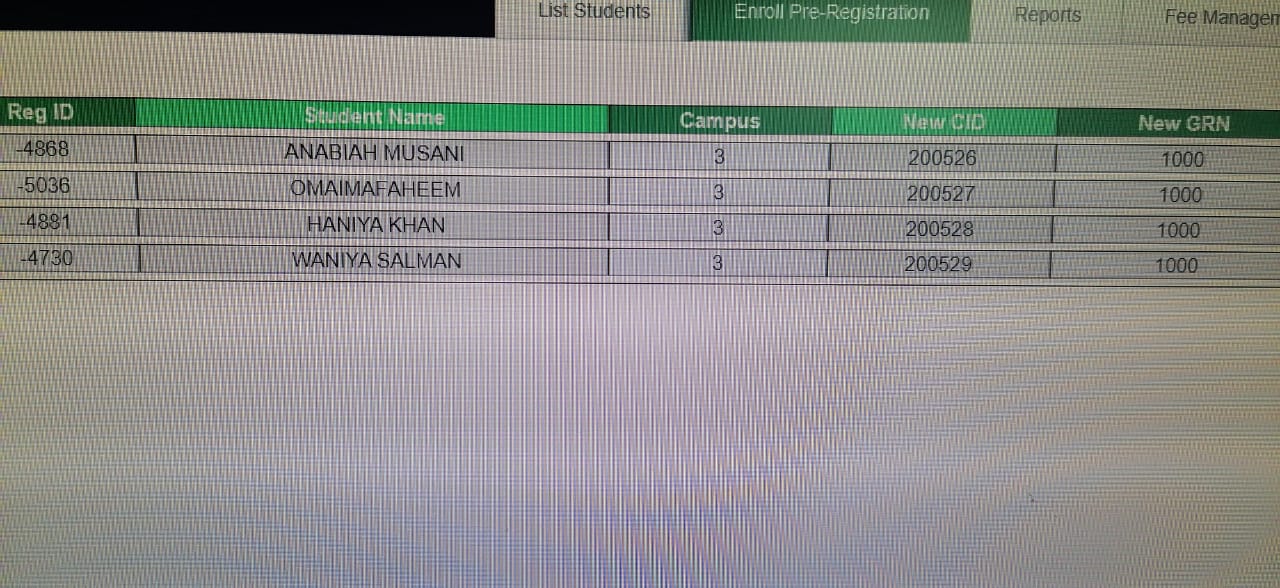 List Students Enroll Pre-Registration Reports Fee Managem
Reg ID Student Name Campus New CID New GRN
-4868 ANABIAH MUSANI 3 200526 1000
-5036 OMAIMAFAHEEM 3 200527 1000
-4881 HANIYA KHAN 3 200528 1000
-4730 WANIYA SALMAN 3 200529 1000